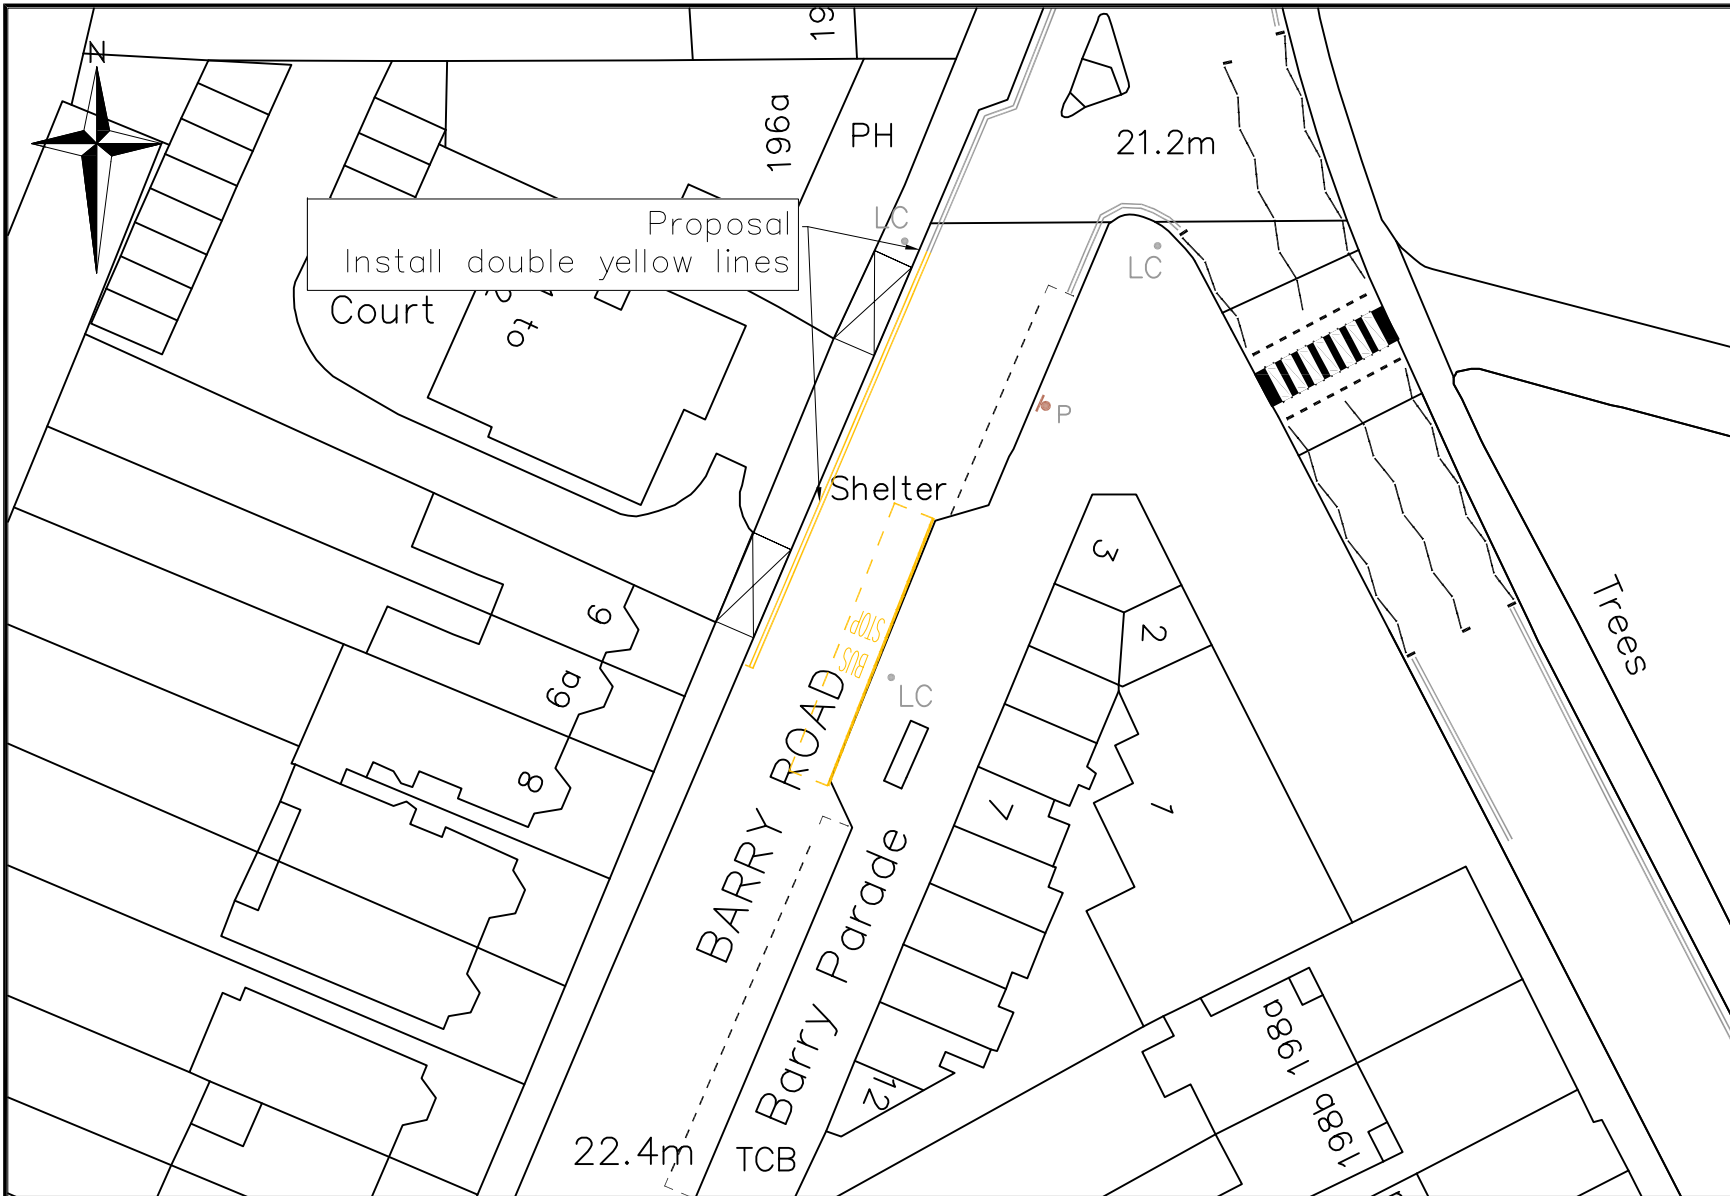 N
19
196a
PH
21.2m
LC
Proposal
Install double yellow lines
Court
to
LC
P
Shelter
3
2
9
9a
8
BUS
STOP
LC
Trees
7
1
BARRY ROAD
Barry Parade
12
198a
198b
22.4m
TCB